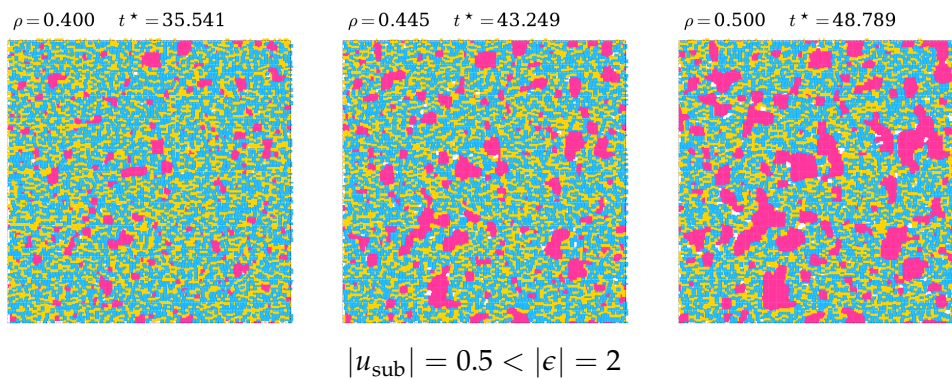 ρ = 0.400 t* = 35.541
ρ = 0.445 t* = 43.249
ρ = 0.500 t* = 48.789
|u_sub| = 0.5 < |ϵ| = 2